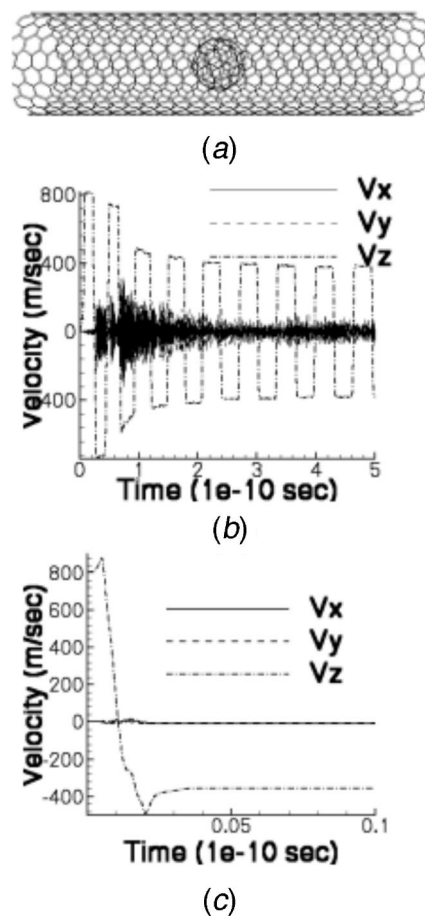 (a)
800
400
0
400
Velocity (m/sec)
Vx
Vy
Vz
0 1 2 3 4 5
Time (1e-10 sec)
(b)
800
600
400
200
0
-200
-400
Velocity (m/sec)
Vx
Vy
Vz
0.05 0.1
Time (1e-10 sec)
(c)